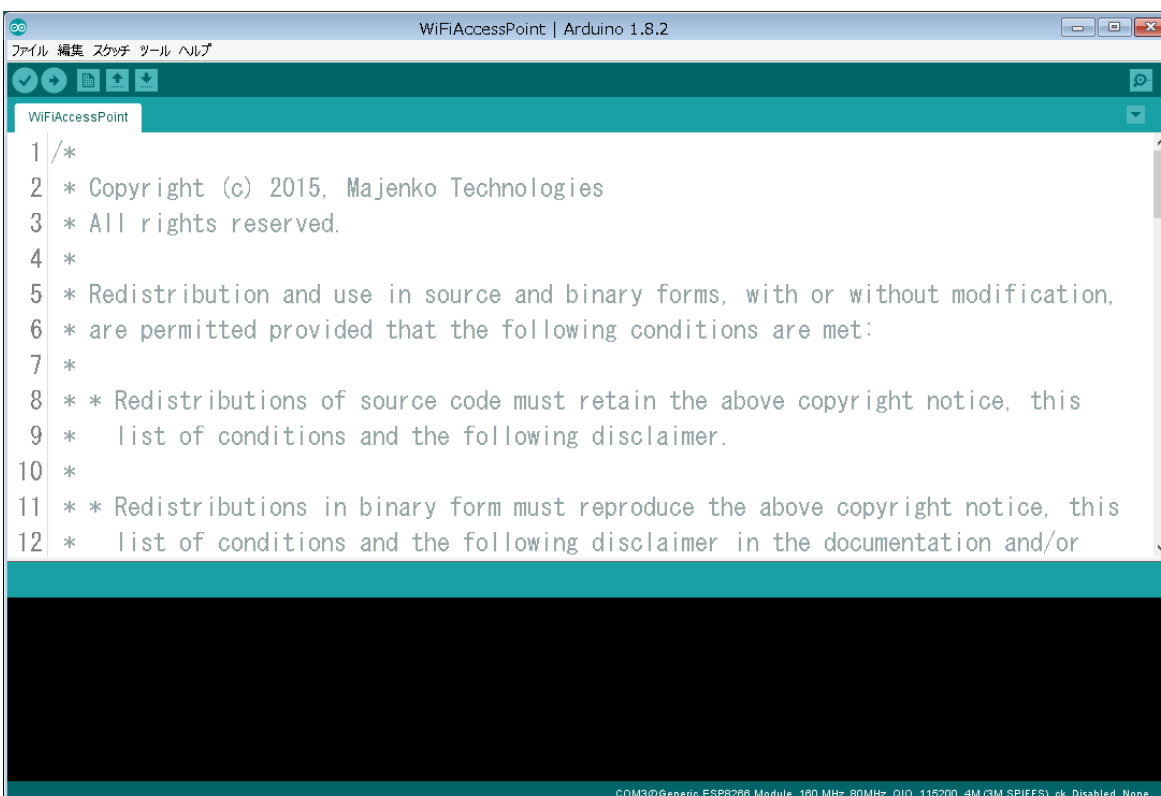 WiFiAccessPoint | Arduino 1.8.2
ファイル 編集 スケッチ ツール ヘルプ
WiFiAccessPoint
1 /*
2 * Copyright (c) 2015, Majenko Technologies
3 * All rights reserved.
4 *
5 * Redistribution and use in source and binary forms, with or without modification,
6 * are permitted provided that the following conditions are met:
7 *
8 * * Redistributions of source code must retain the above copyright notice, this
9 *   list of conditions and the following disclaimer.
10 *
11 * * Redistributions in binary form must reproduce the above copyright notice, this
12 *   list of conditions and the following disclaimer in the documentation and/or
COM3のGeneric ESP8266 Module, 160 MHz, 80MHz, QIO, 115200, 4M (3M SPIFFS), ck, Disabled, None